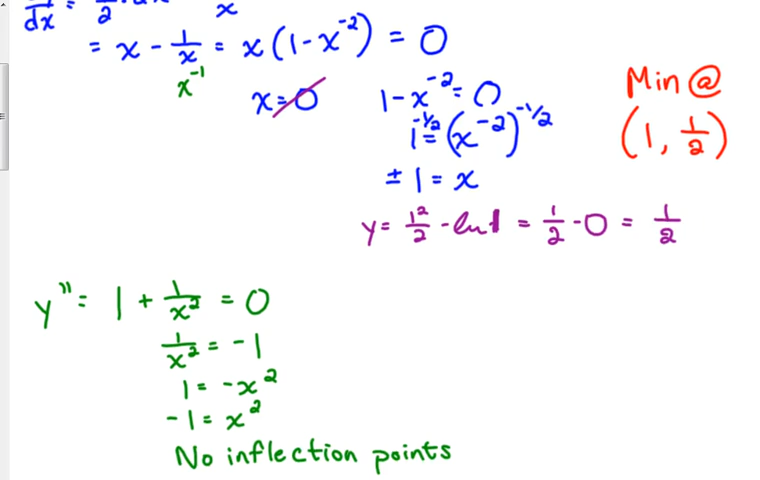 dx = 2 x
= x - 1/x = x(1-x⁻²) = 0
x⁻¹
x=0
1-x⁻²=0
1^(-1/2) = (x⁻²)^(-1/2)
± 1 = x
Min @
(1, 1/2)
y = 1²/2 - ln 1 = 1/2 - 0 = 1/2
y" = 1 + 1/x² = 0
1/x² = -1
1 = -x²
-1 = x²
No inflection points